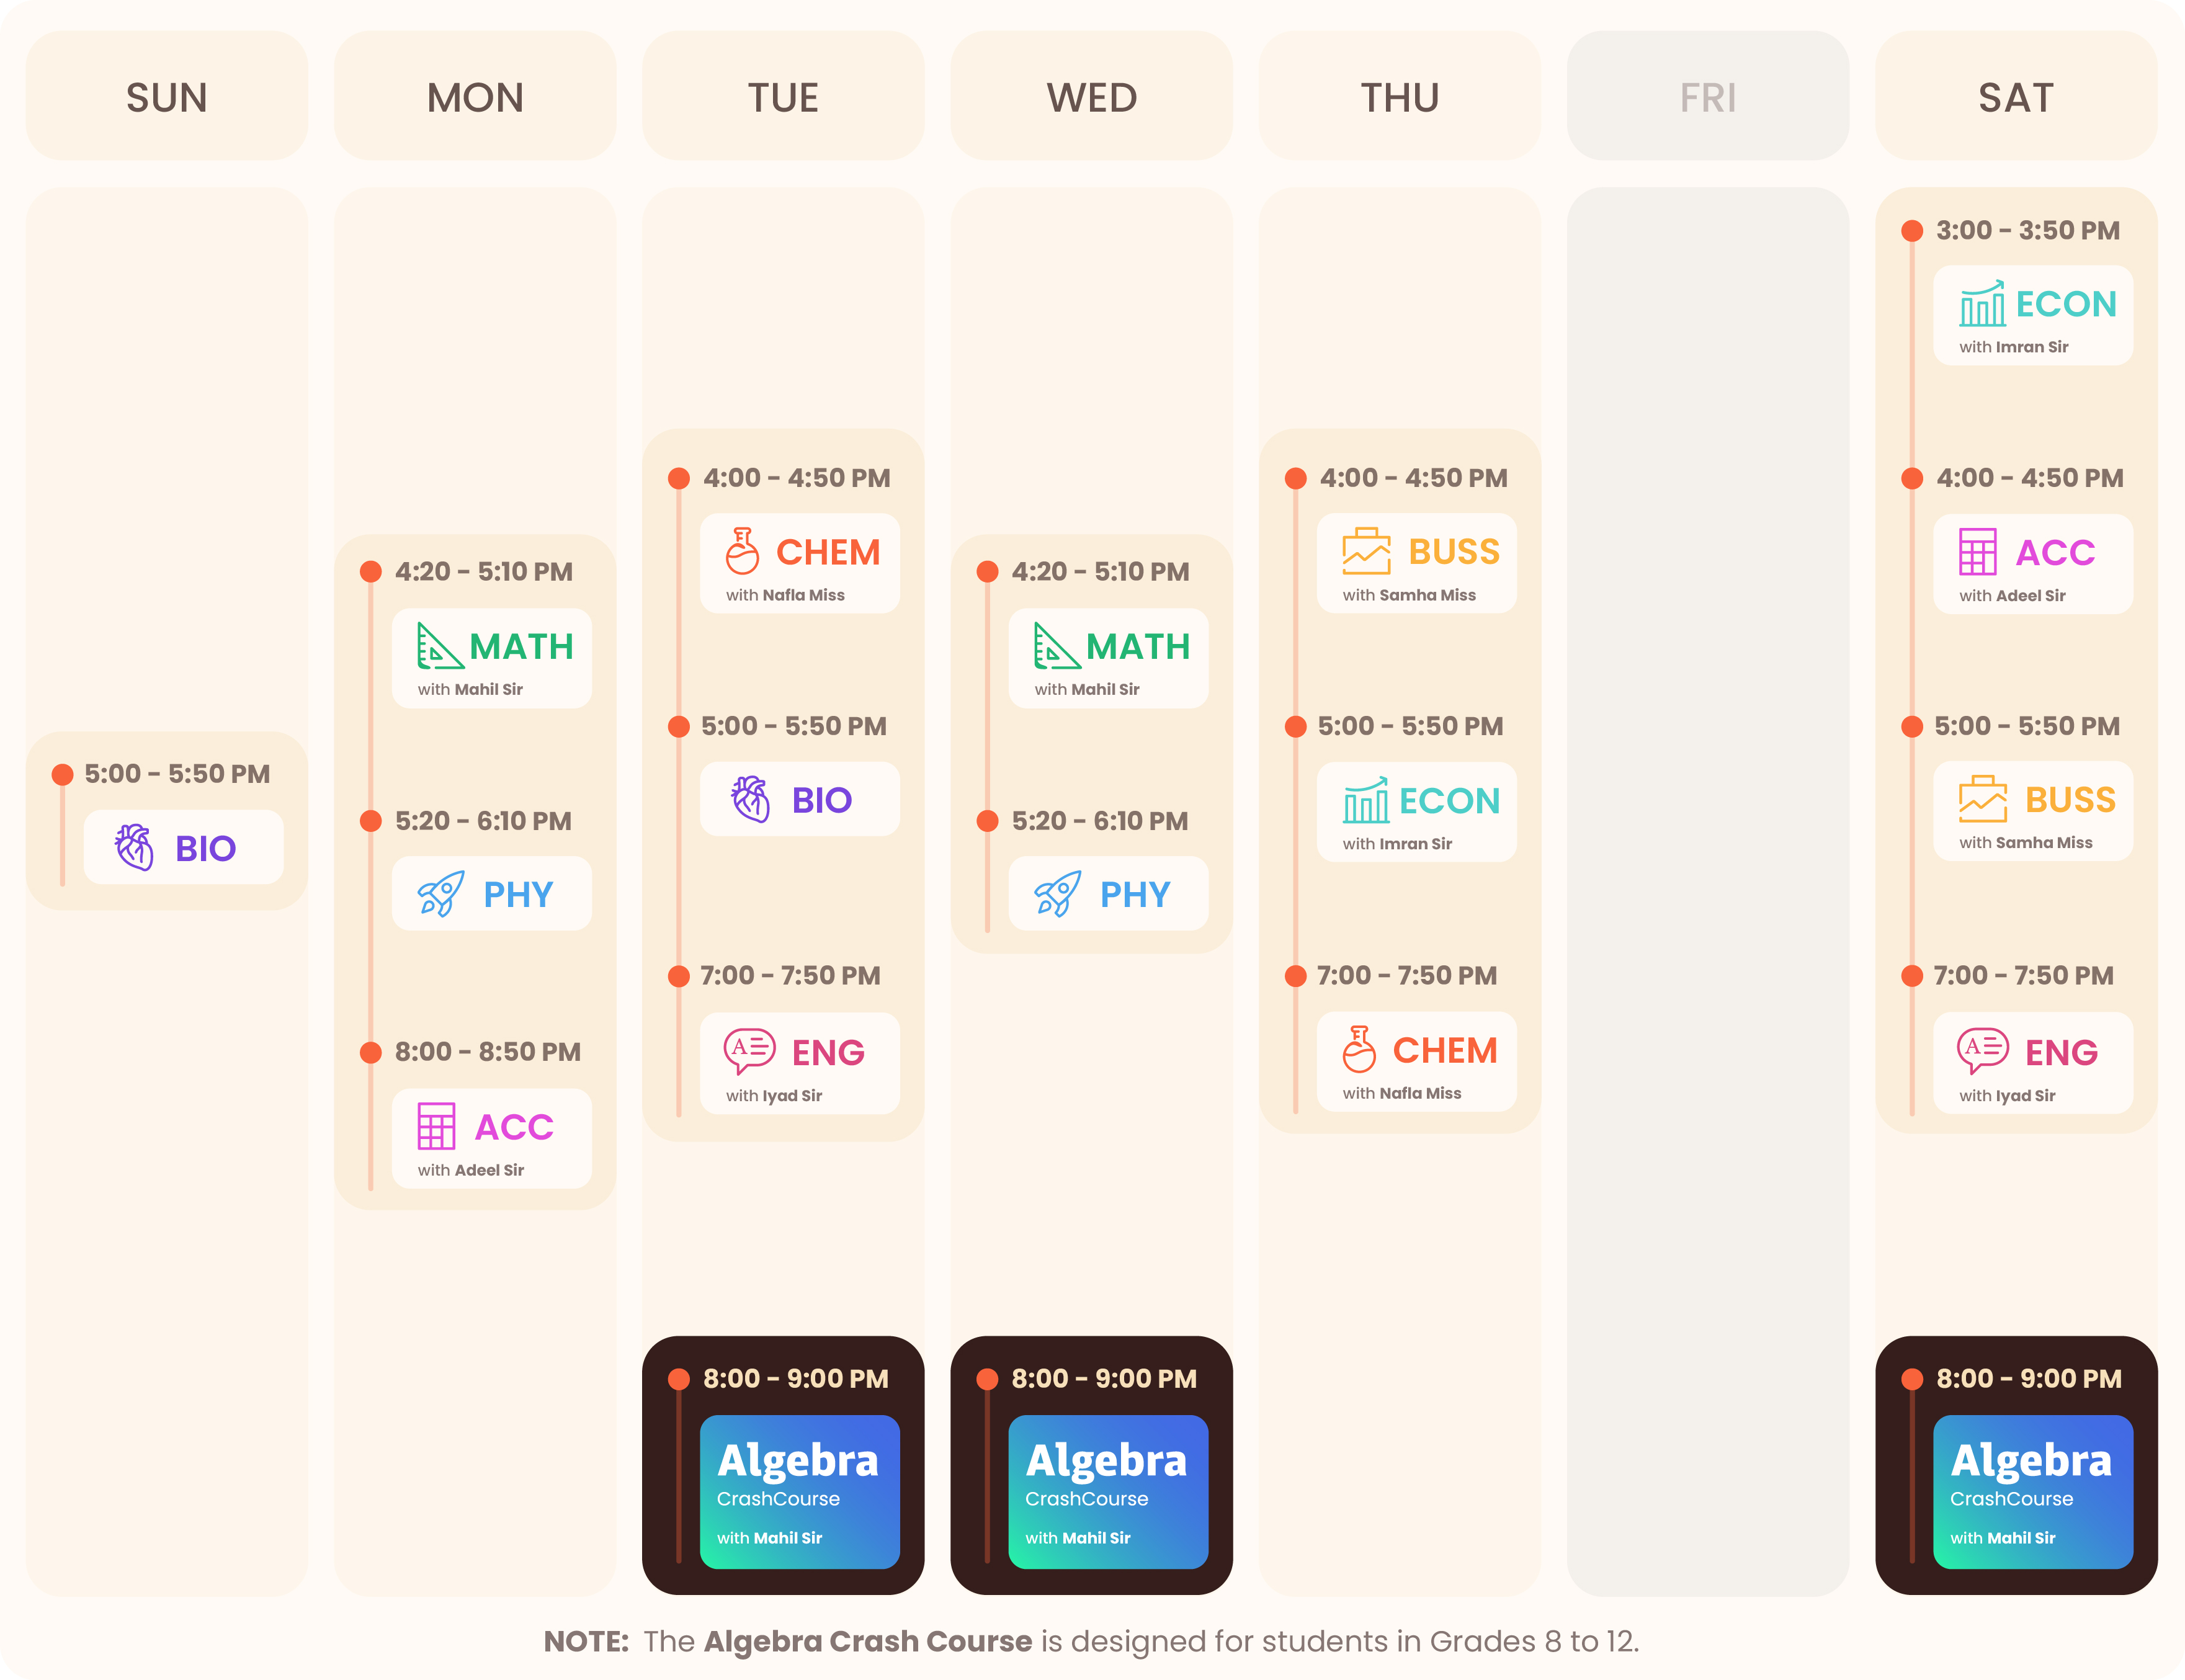 SUN
MON
TUE
WED
THU
FRI
SAT
5:00 - 5:50 PM
BIO
4:20 - 5:10 PM
MATH
with Mahil Sir
5:20 - 6:10 PM
PHY
8:00 - 8:50 PM
ACC
with Adeel Sir
4:00 - 4:50 PM
CHEM
with Nafla Miss
5:00 - 5:50 PM
BIO
7:00 - 7:50 PM
A
ENG
with Iyad Sir
8:00 - 9:00 PM
Algebra
CrashCourse
with Mahil Sir
4:20 - 5:10 PM
MATH
with Mahil Sir
5:20 - 6:10 PM
PHY
8:00 - 9:00 PM
Algebra
CrashCourse
with Mahil Sir
4:00 - 4:50 PM
BUSS
with Samha Miss
5:00 - 5:50 PM
ECON
with Imran Sir
7:00 - 7:50 PM
CHEM
with Nafla Miss
3:00 - 3:50 PM
ECON
with Imran Sir
4:00 - 4:50 PM
ACC
with Adeel Sir
5:00 - 5:50 PM
BUSS
with Samha Miss
7:00 - 7:50 PM
A
ENG
with Iyad Sir
8:00 - 9:00 PM
Algebra
CrashCourse
with Mahil Sir
NOTE: The Algebra Crash Course is designed for students in Grades 8 to 12.